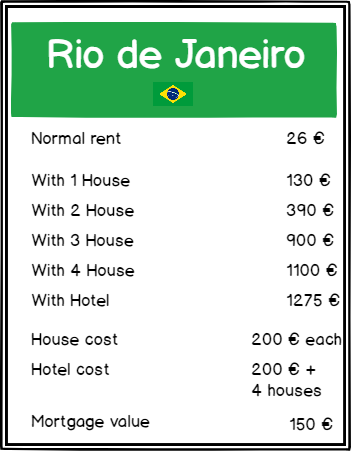 Rio de Janeiro
Normal rent 26 €
With 1 House 130 €
With 2 House 390 €
With 3 House 900 €
With 4 House 1100 €
With Hotel 1275 €
House cost 200 € each
Hotel cost 200 € +
4 houses
Mortgage value 150 €